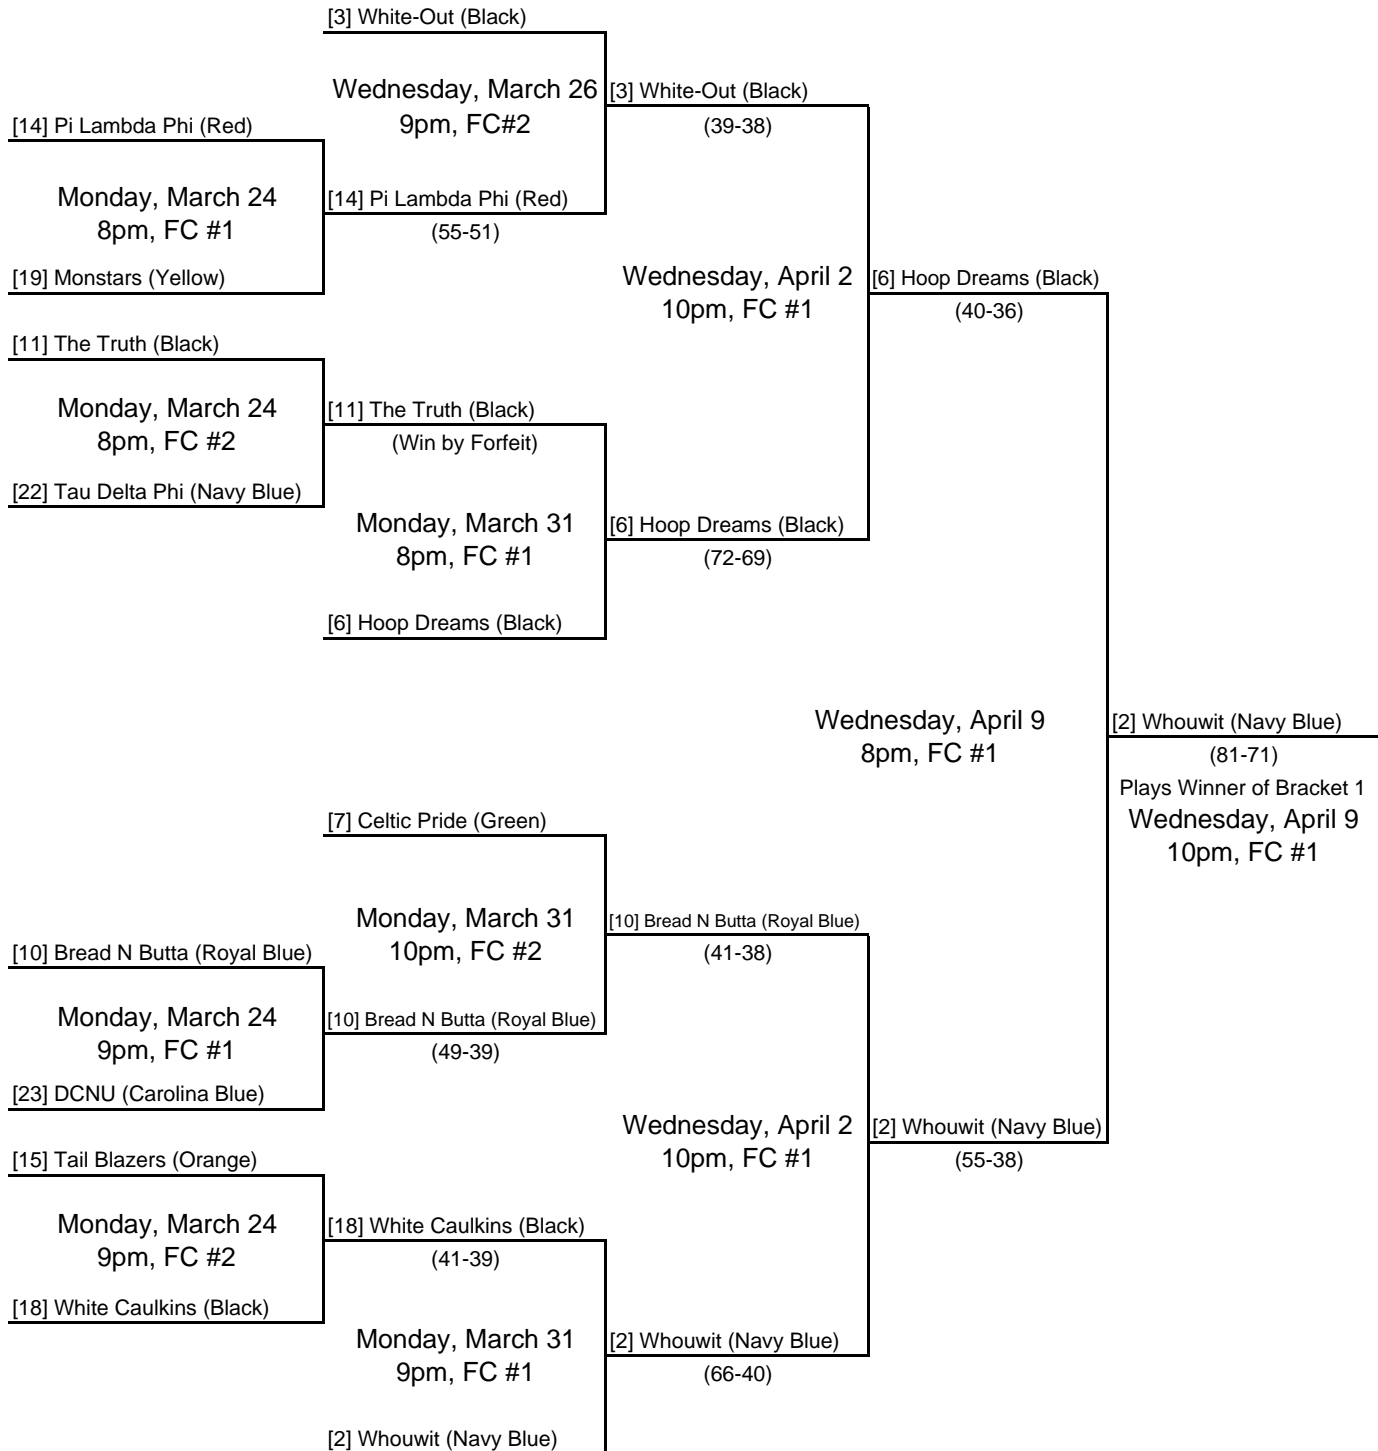 [3] White-Out (Black)
Wednesday, March 26
9pm, FC#2
[3] White-Out (Black)
(39-38)
[14] Pi Lambda Phi (Red)
Monday, March 24
8pm, FC #1
[14] Pi Lambda Phi (Red)
(55-51)
[19] Monstars (Yellow)
Wednesday, April 2
10pm, FC #1
[6] Hoop Dreams (Black)
(40-36)
[11] The Truth (Black)
Monday, March 24
8pm, FC #2
[11] The Truth (Black)
(Win by Forfeit)
[22] Tau Delta Phi (Navy Blue)
Monday, March 31
8pm, FC #1
[6] Hoop Dreams (Black)
(72-69)
[6] Hoop Dreams (Black)
Wednesday, April 9
8pm, FC #1
[2] Whouwit (Navy Blue)
(81-71)
Plays Winner of Bracket 1
Wednesday, April 9
10pm, FC #1
[7] Celtic Pride (Green)
Monday, March 31
10pm, FC #2
[10] Bread N Butta (Royal Blue)
(41-38)
[10] Bread N Butta (Royal Blue)
Monday, March 24
9pm, FC #1
[10] Bread N Butta (Royal Blue)
(49-39)
[23] DCNU (Carolina Blue)
Wednesday, April 2
10pm, FC #1
[2] Whouwit (Navy Blue)
(55-38)
[15] Tail Blazers (Orange)
Monday, March 24
9pm, FC #2
[18] White Caulkins (Black)
(41-39)
[18] White Caulkins (Black)
Monday, March 31
9pm, FC #1
[2] Whouwit (Navy Blue)
(66-40)
[2] Whouwit (Navy Blue)